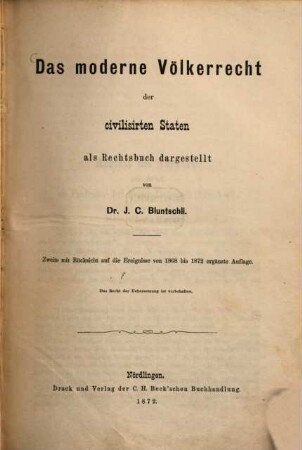 Das moderne Völkerrecht
der
civilisirten Staten
als Rechtsbuch dargestellt
von
Dr. J. C. Bluntschli.
Zweite mit Rücksicht auf die Ereignisse von 1868 bis 1872 ergänzte Auflage.
Das Recht der Uebersetzung ist vorbehalten.
Nördlingen.
Druck und Verlag der C. H. Beck'schen Buchhandlung
1872.